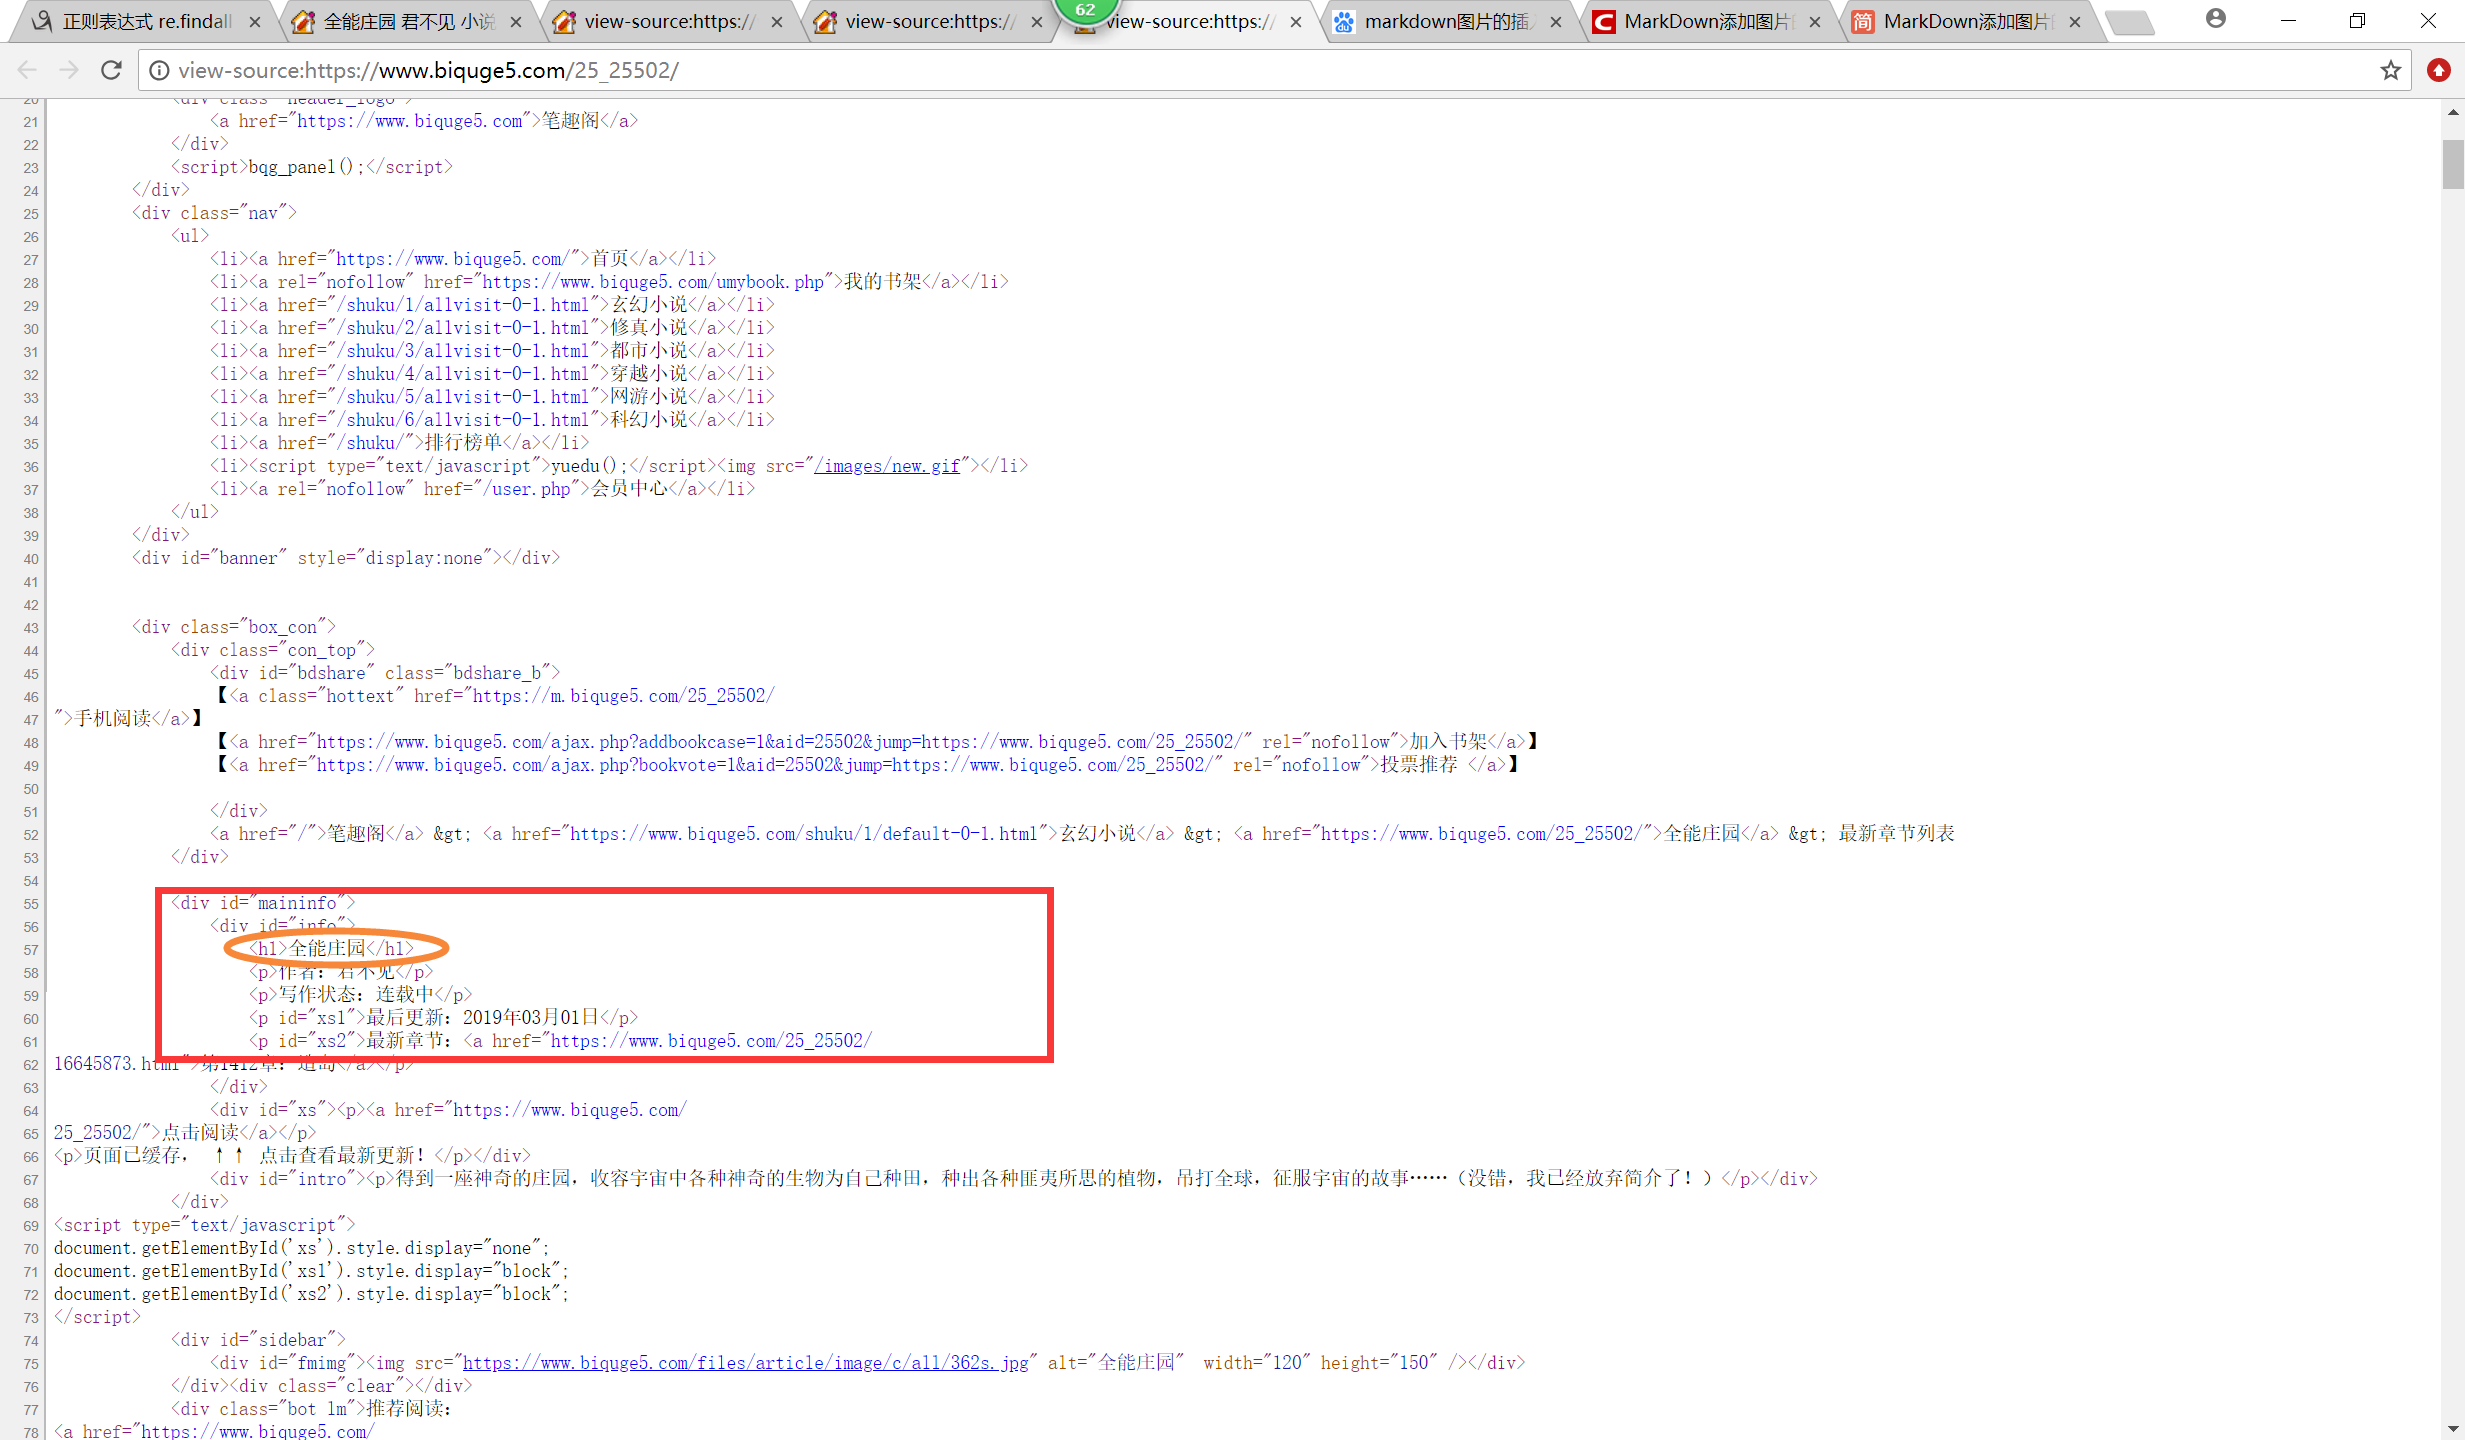 正则表达式 re.findall
全能庄园 君不见 小说
view-source:https://
view-source:https://
62
view-source:https://
markdown图片的插入
MarkDown添加图片
MarkDown添加图片
view-source:https://www.biquge5.com/25_25502/
20 <div class="header_logo">
21 <a href="https://www.biquge5.com">笔趣阁</a>
22 </div>
23 <script>bqg_panel();</script>
24 </div>
25 <div class="nav">
26 <ul>
27 <li><a href="https://www.biquge5.com/">首页</a></li>
28 <li><a rel="nofollow" href="https://www.biquge5.com/umybook.php">我的书架</a></li>
29 <li><a href="/shuku/1/allvisit-0-1.html">玄幻小说</a></li>
30 <li><a href="/shuku/2/allvisit-0-1.html">修真小说</a></li>
31 <li><a href="/shuku/3/allvisit-0-1.html">都市小说</a></li>
32 <li><a href="/shuku/4/allvisit-0-1.html">穿越小说</a></li>
33 <li><a href="/shuku/5/allvisit-0-1.html">网游小说</a></li>
34 <li><a href="/shuku/6/allvisit-0-1.html">科幻小说</a></li>
35 <li><a href="/shuku/">排行榜单</a></li>
36 <li><script type="text/javascript">yuedu();</script><img src="/images/new.gif"></li>
37 <li><a rel="nofollow" href="/user.php">会员中心</a></li>
38 </ul>
39 </div>
40 <div id="banner" style="display:none"></div>
41
42
43 <div class="box_con">
44 <div class="con_top">
45 <div id="bdshare" class="bdshare_b">
46 【<a class="hottext" href="https://m.biquge5.com/25_25502/
47 ">手机阅读</a>】
48 【<a href="https://www.biquge5.com/ajax.php?addbookcase=1&aid=25502&jump=https://www.biquge5.com/25_25502/" rel="nofollow">加入书架</a>】
49 【<a href="https://www.biquge5.com/ajax.php?bookvote=1&aid=25502&jump=https://www.biquge5.com/25_25502/" rel="nofollow">投票推荐 </a>】
50
51 </div>
52 <a href="/">笔趣阁</a> &gt; <a href="https://www.biquge5.com/shuku/1/default-0-1.html">玄幻小说</a> &gt; <a href="https://www.biquge5.com/25_25502/">全能庄园</a> &gt; 最新章节列表
53 </div>
54
55 <div id="maininfo">
56 <div id="info">
57 <h1>全能庄园</h1>
58 <p>作者：君不见</p>
59 <p>写作状态：连载中</p>
60 <p id="xs1">最后更新：2019年03月01日</p>
61 <p id="xs2">最新章节：<a href="https://www.biquge5.com/25_25502/
62 16645873.html">第1412章：造岛</a></p>
63 </div>
64 <div id="xs"><p><a href="https://www.biquge5.com/
65 25_25502/">点击阅读</a></p>
66 <p>页面已缓存， ↑↑ 点击查看最新更新！</p></div>
67 <div id="intro"><p>得到一座神奇的庄园，收容宇宙中各种神奇的生物为自己种田，种出各种匪夷所思的植物，吊打全球，征服宇宙的故事……（没错，我已经放弃简介了！）</p></div>
68 </div>
69 <script type="text/javascript">
70 document.getElementById('xs').style.display="none";
71 document.getElementById('xs1').style.display="block";
72 document.getElementById('xs2').style.display="block";
73 </script>
74 <div id="sidebar">
75 <div id="fmimg"><img src="https://www.biquge5.com/files/article/image/c/all/362s.jpg" alt="全能庄园" width="120" height="150" /></div>
76 </div><div class="clear"></div>
77 <div class="bot lm">推荐阅读：
78 <a href="https://www.biquge5.com/